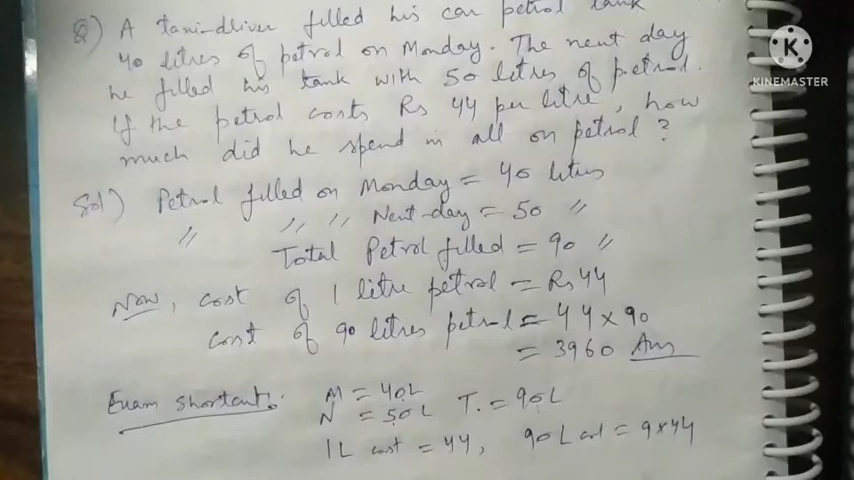 Q) A taxi-driver filled his car petrol tank
40 litres of petrol on Monday. The next day
he filled his tank with 50 litres of petrol.
If the petrol costs Rs 44 per litre, how
much did he spend in all on petrol?
Sol) Petrol filled on Monday = 40 litres
〃 〃 〃 Next-day = 50 〃
Total Petrol filled = 90 〃
Now, cost of 1 litre petrol = Rs 44
cost of 90 litres petrol = 44 x 90
= 3960 Ans
Exam Shortcut:
M = 40L
N = 50L T. = 90L
1L cost = 44, 90L cost = 9x44
K
KINEMASTER